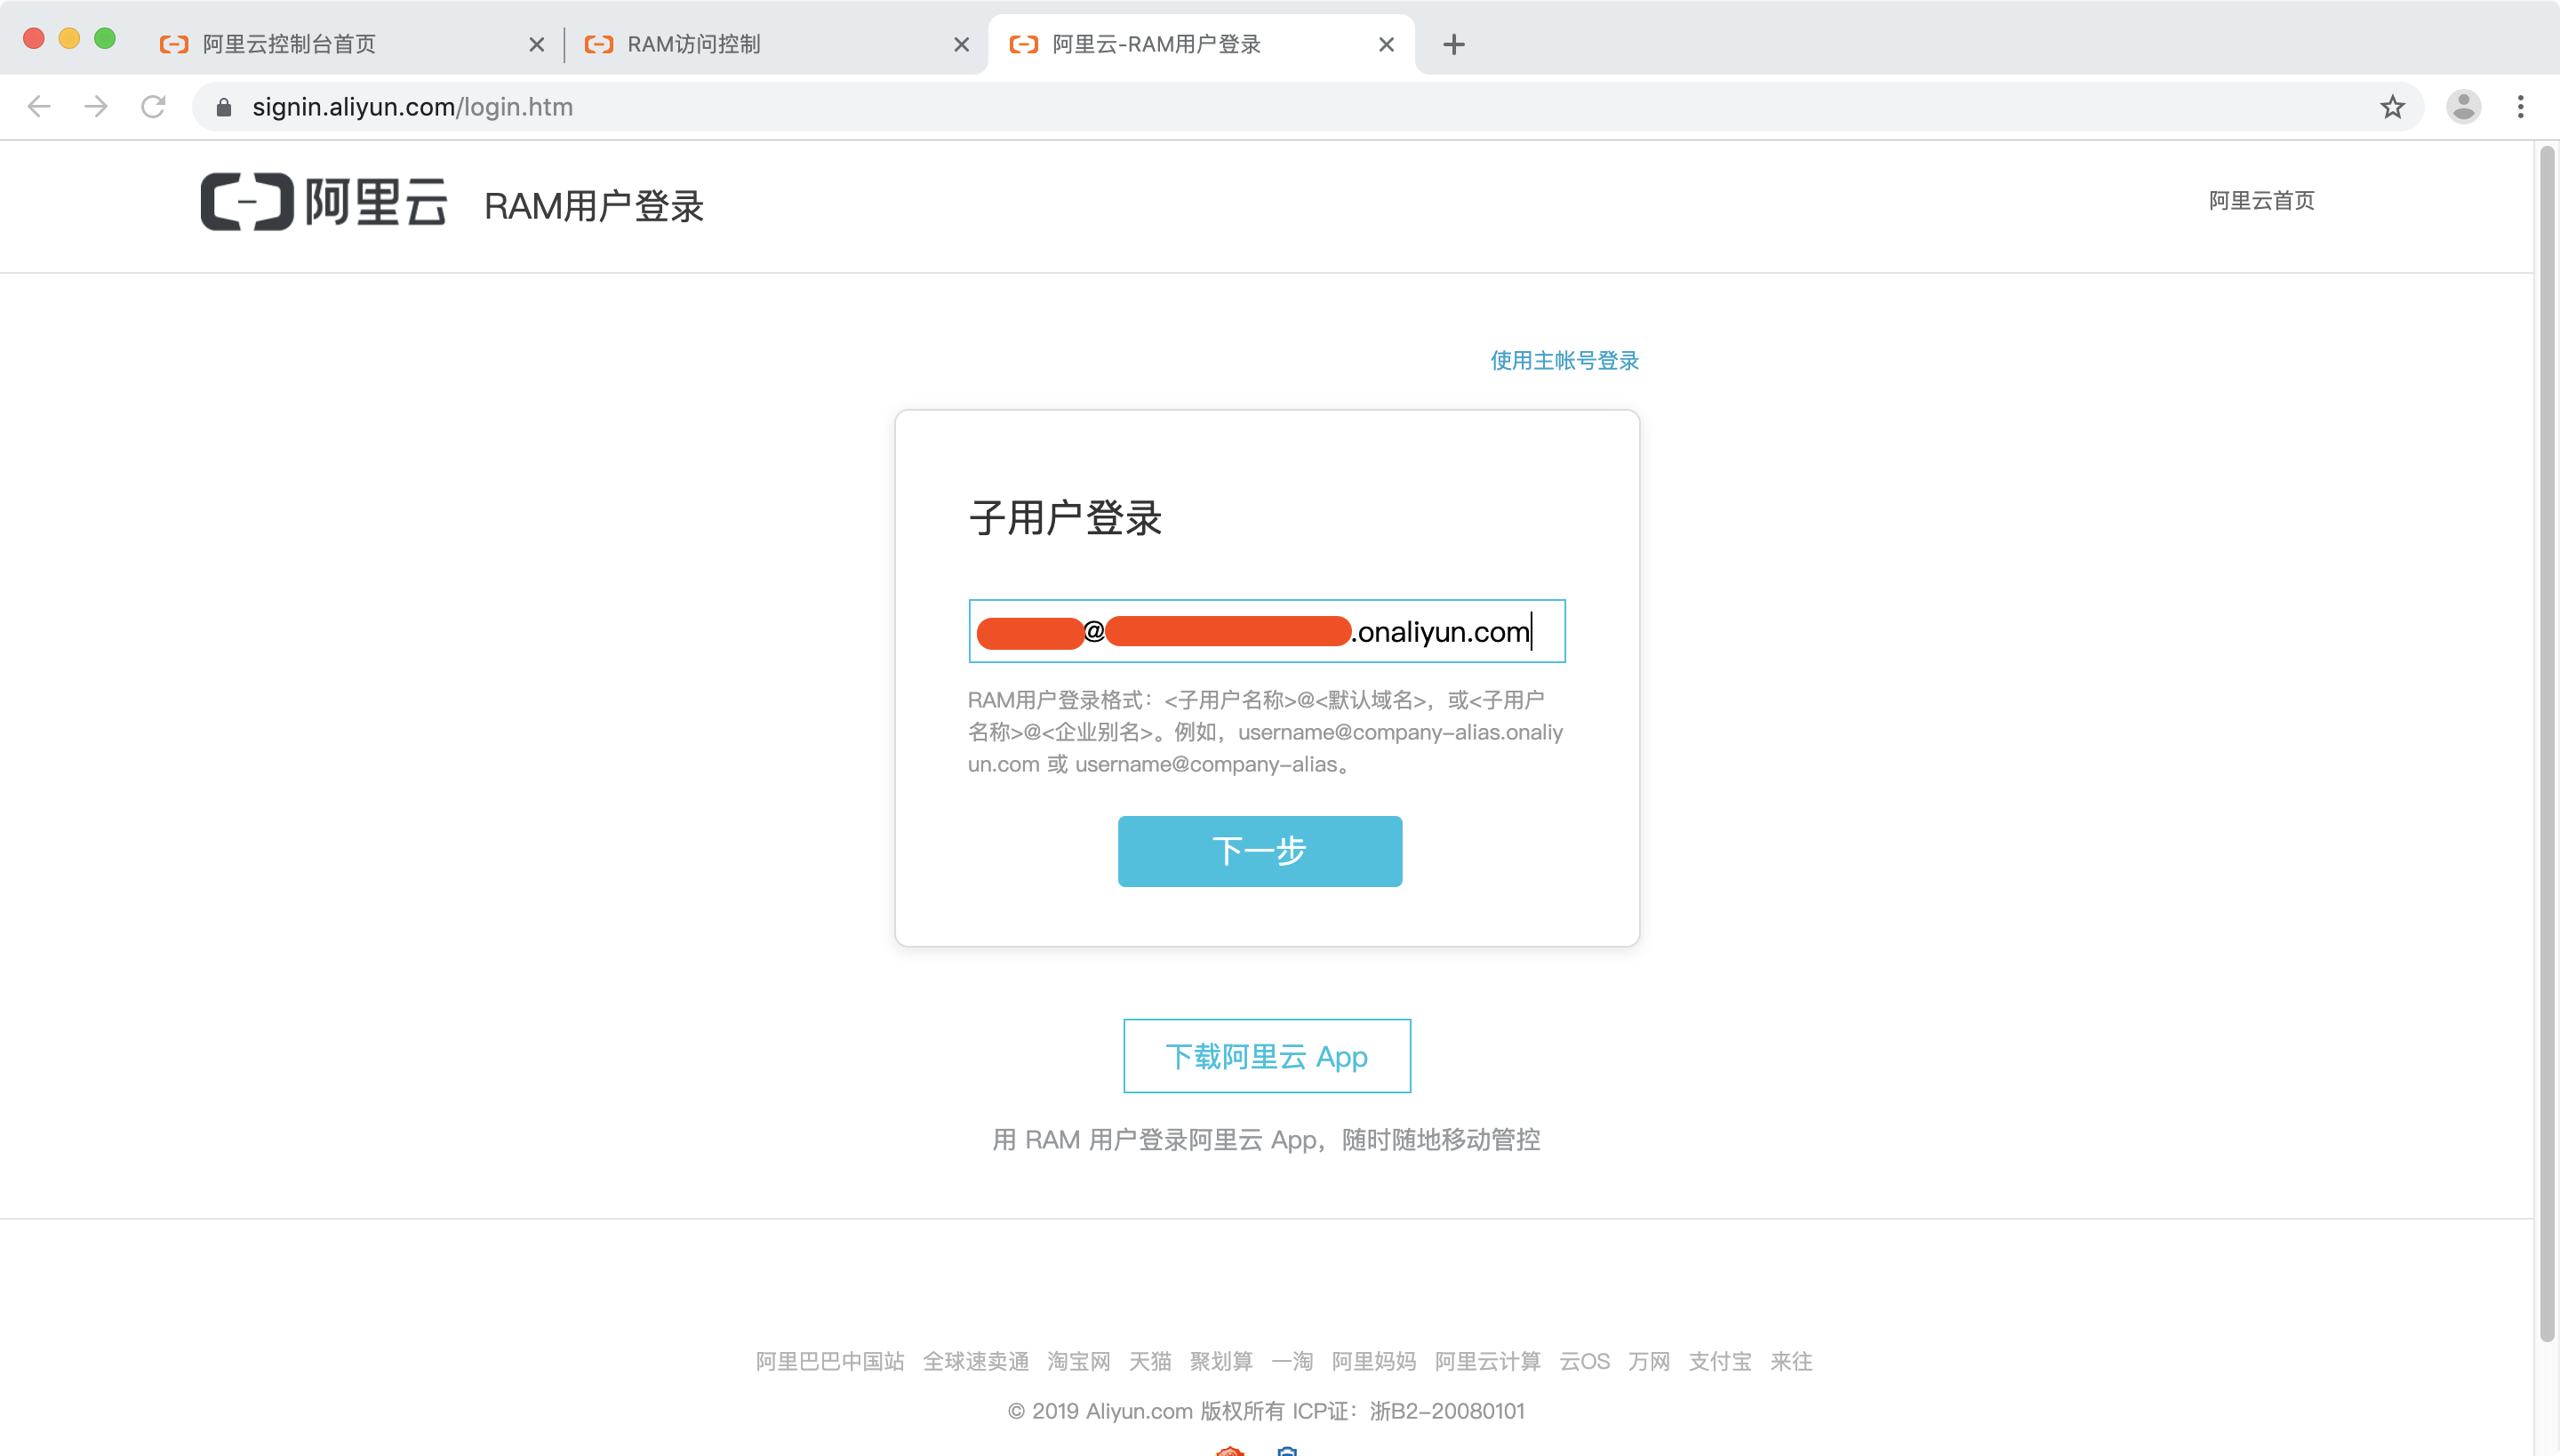 阿里云控制台首页
RAM访问控制
阿里云-RAM用户登录
signin.aliyun.com/login.htm
阿里云 RAM用户登录
阿里云首页
使用主帐号登录
子用户登录
@ .onaliyun.com
RAM用户登录格式：<子用户名称>@<默认域名>，或<子用户
名称>@<企业别名>。例如，username@company-alias.onaliy
un.com 或 username@company-alias。
下一步
下载阿里云 App
用 RAM 用户登录阿里云 App，随时随地移动管控
阿里巴巴中国站 全球速卖通 淘宝网 天猫 聚划算 一淘 阿里妈妈 阿里云计算 云OS 万网 支付宝 来往
© 2019 Aliyun.com 版权所有 ICP证：浙B2-20080101